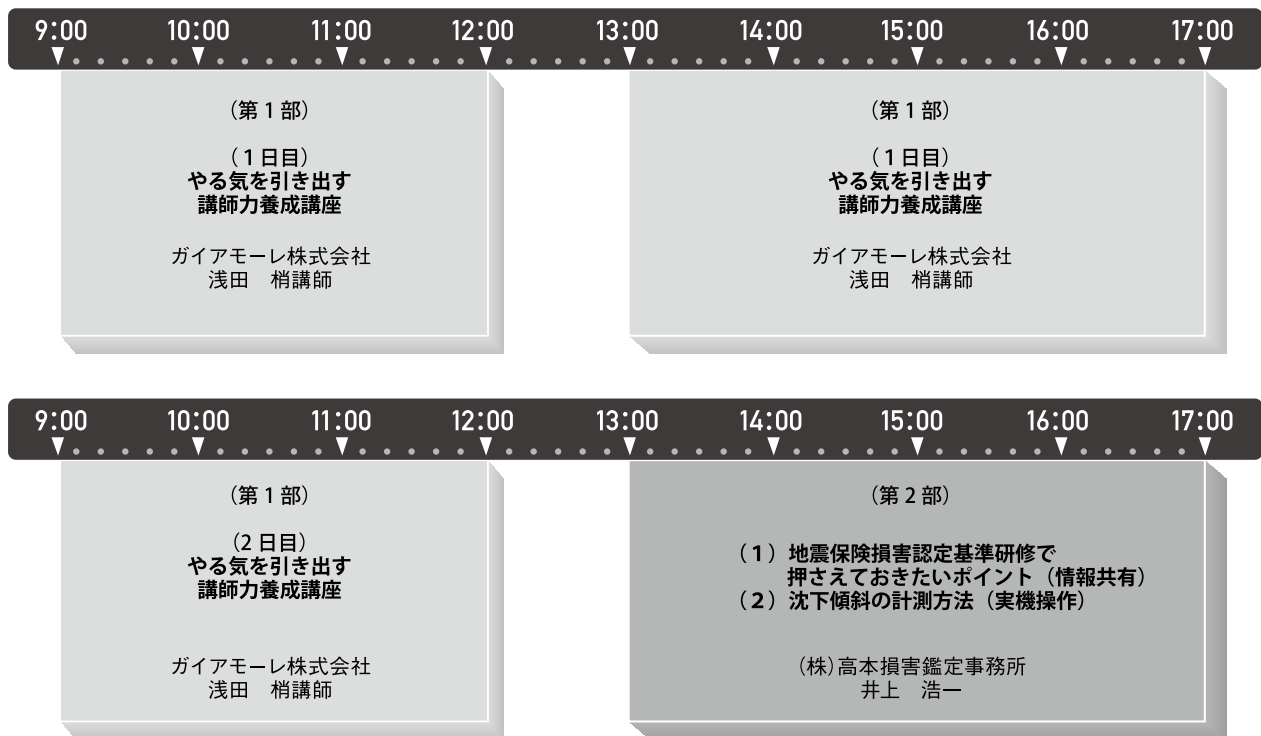 9:00 10:00 11:00 12:00 13:00 14:00 15:00 16:00 17:00
（第1部）
（1日目）
やる気を引き出す
講師力養成講座
ガイアモーレ株式会社
浅田　梢講師
（第1部）
（1日目）
やる気を引き出す
講師力養成講座
ガイアモーレ株式会社
浅田　梢講師
9:00 10:00 11:00 12:00 13:00 14:00 15:00 16:00 17:00
（第1部）
（2日目）
やる気を引き出す
講師力養成講座
ガイアモーレ株式会社
浅田　梢講師
（第2部）
（１）地震保険損害認定基準研修で
押さえておきたいポイント（情報共有）
（２）沈下傾斜の計測方法（実機操作）
（株）高本損害鑑定事務所
井上　浩一